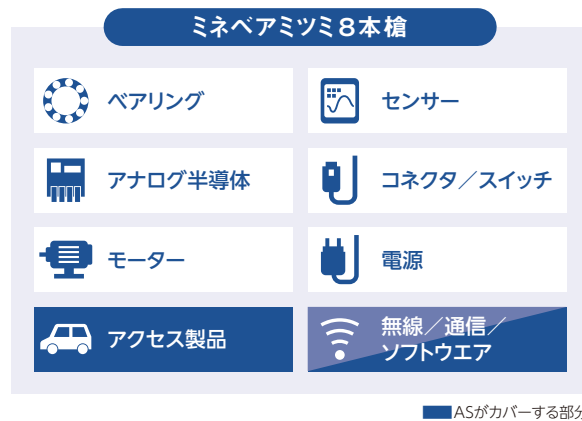 ミネベアミツミ8本槍
ベアリング
センサー
アナログ半導体
コネクタ／スイッチ
モーター
電源
アクセス製品
無線／通信／
ソフトウエア
ASがカバーする部分